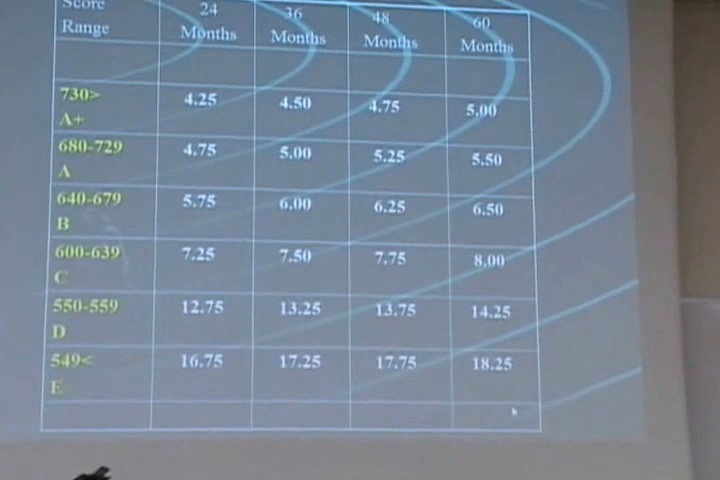 Score Range 24 Months 36 Months 48 Months 60 Months
730> A+ 4.25 4.50 4.75 5.00
680-729 A 4.75 5.00 5.25 5.50
640-679 B 5.75 6.00 6.25 6.50
600-639 C 7.25 7.50 7.75 8.00
550-559 D 12.75 13.25 13.75 14.25
549< E 16.75 17.25 17.75 18.25